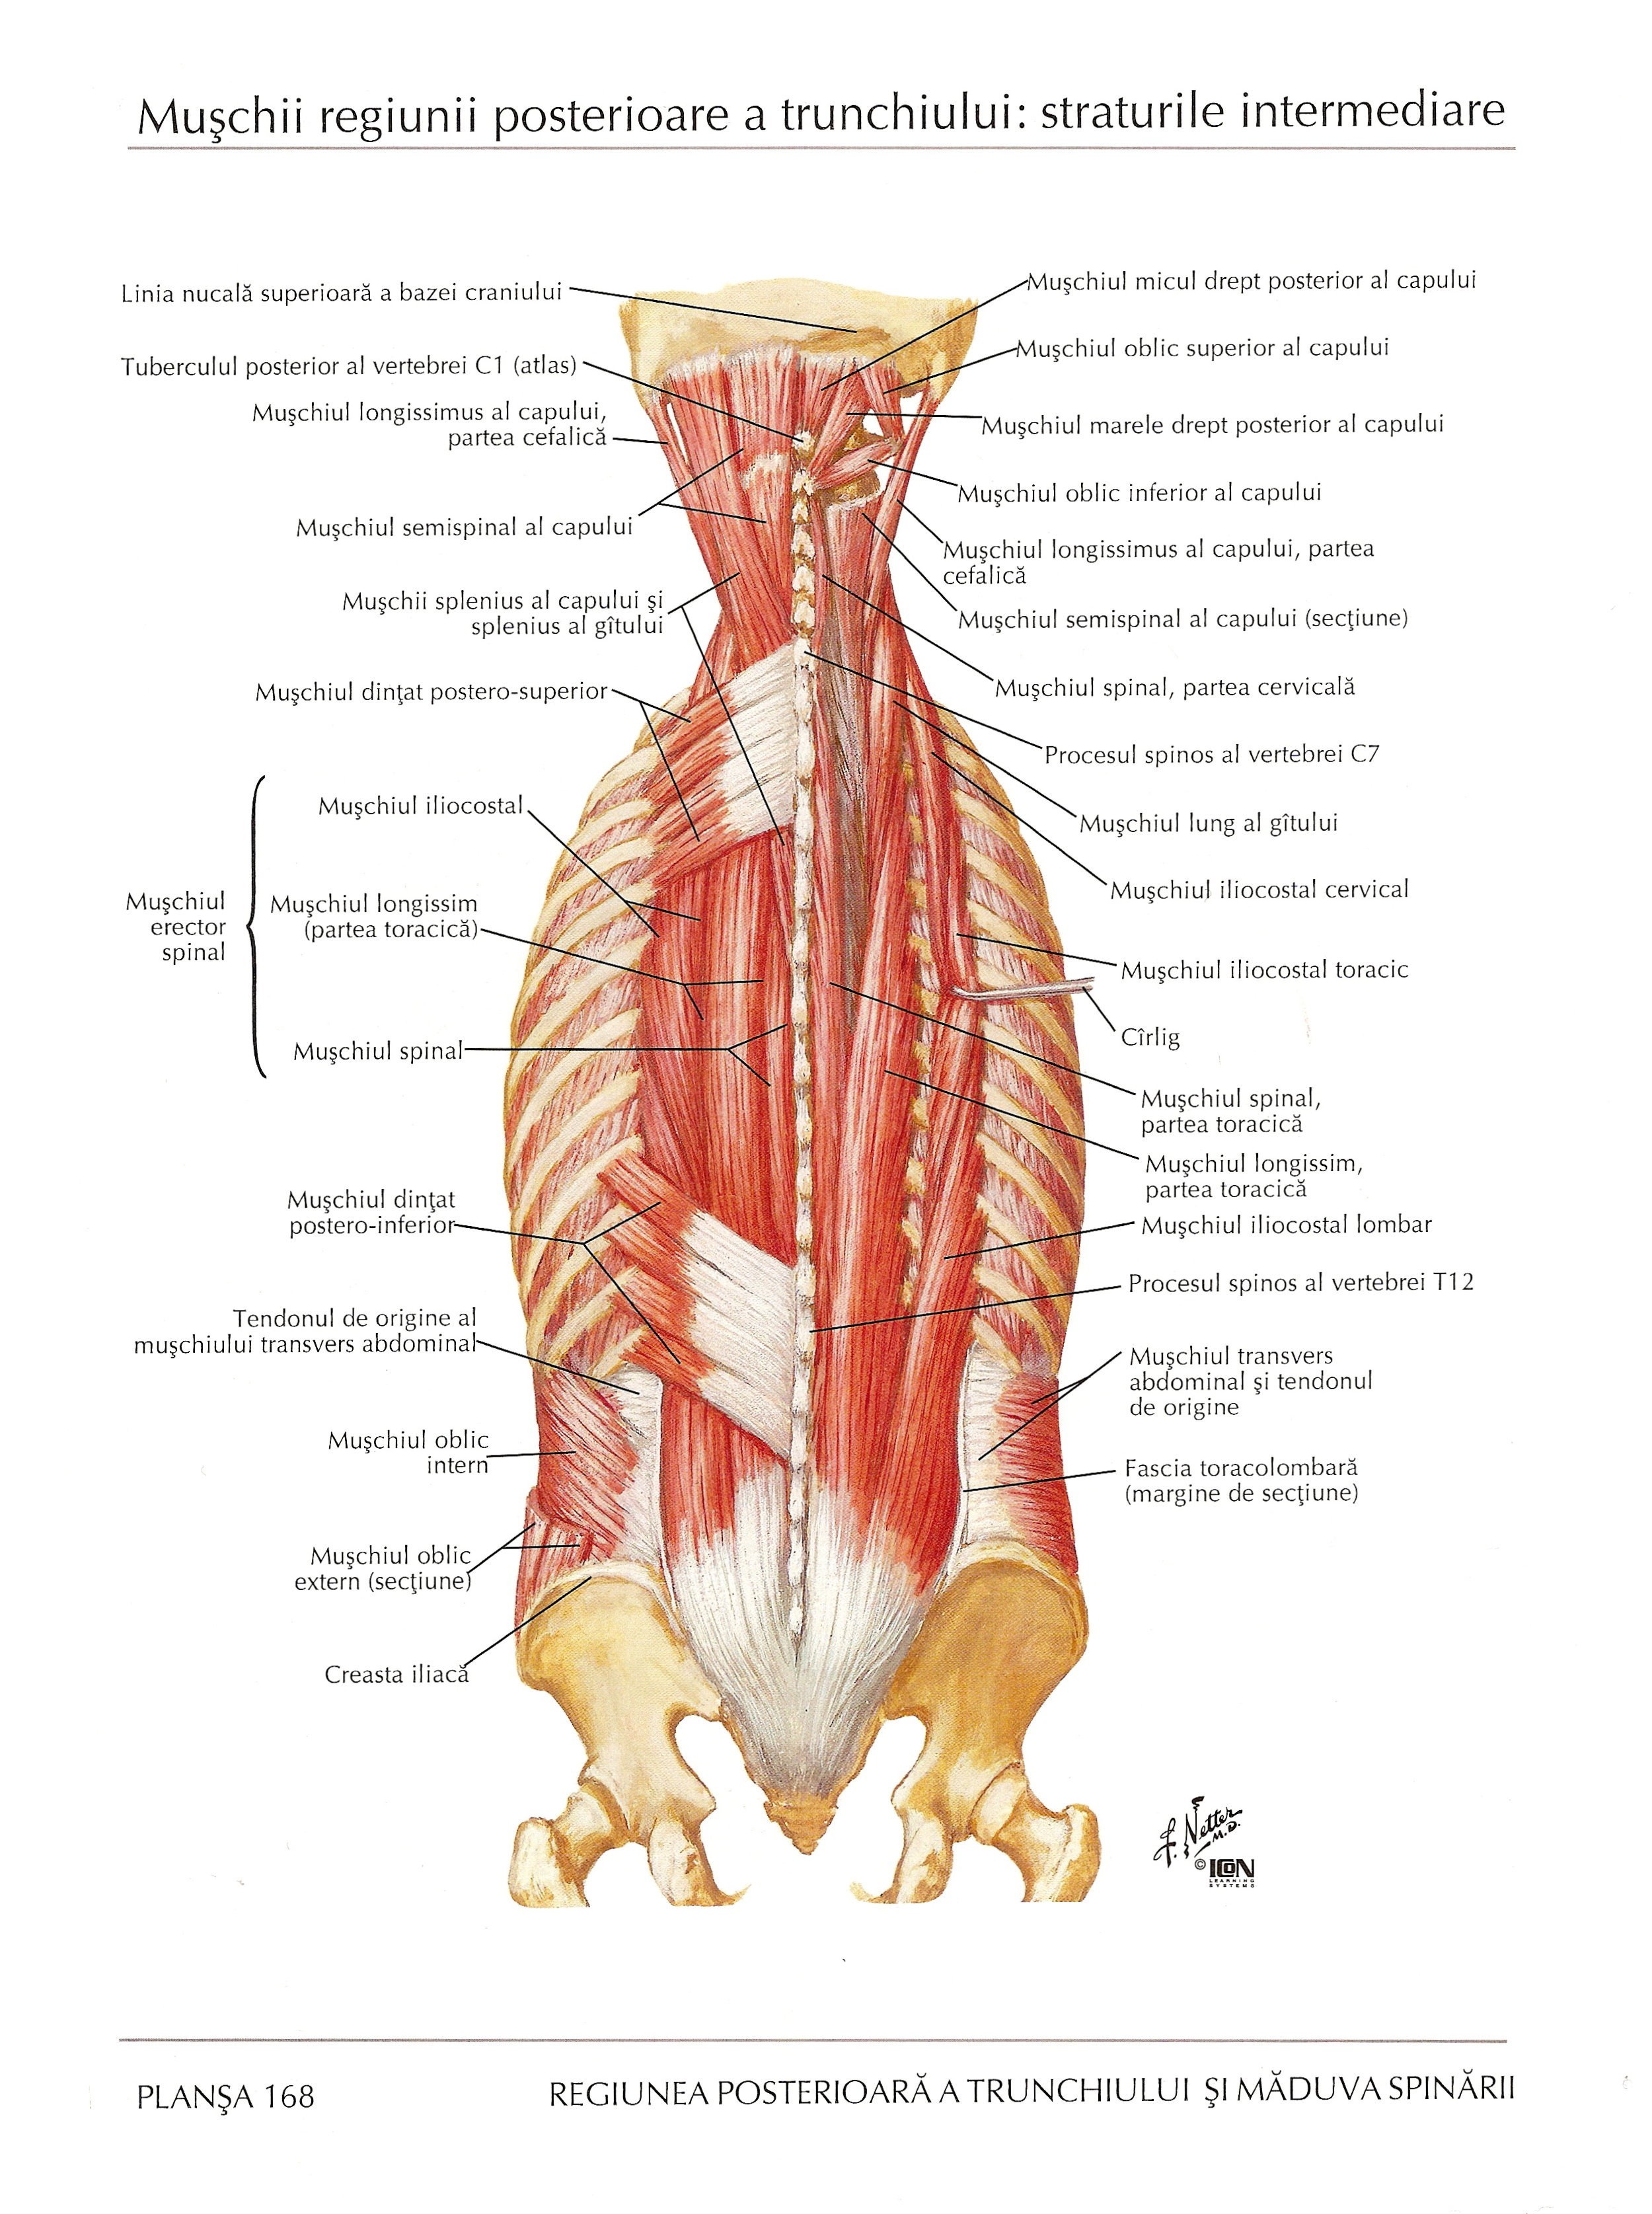 Muşchii regiunii posterioare a trunchiului: straturile intermediare
Linia nucală superioară a bazei craniului
Tuberculul posterior al vertebrei C1 (atlas)
Muşchiul longissimus al capului,
partea cefalică
Muşchiul semispinal al capului
Muşchii splenius al capului şi
splenius al gîtului
Muşchiul dinţat postero-superior
Muşchiul iliocostal
Muşchiul
erector
spinal
Muşchiul longissim
(partea toracică)
Muşchiul spinal
Muşchiul dinţat
postero-inferior
Tendonul de origine al
muşchiului transvers abdominal
Muşchiul oblic
intern
Muşchiul oblic
extern (secţiune)
Creasta iliacă
Muşchiul micul drept posterior al capului
Muşchiul oblic superior al capului
Muşchiul marele drept posterior al capului
Muşchiul oblic inferior al capului
Muşchiul longissimus al capului, partea
cefalică
Muşchiul semispinal al capului (secţiune)
Muşchiul spinal, partea cervicală
Procesul spinos al vertebrei C7
Muşchiul lung al gîtului
Muşchiul iliocostal cervical
Muşchiul iliocostal toracic
Cîrlig
Muşchiul spinal,
partea toracică
Muşchiul longissim,
partea toracică
Muşchiul iliocostal lombar
Procesul spinos al vertebrei T12
Muşchiul transvers
abdominal şi tendonul
de origine
Fascia toracolombară
(margine de secţiune)
F. Netter
M.D.
© ICON
LEARNING
SYSTEMS
PLANŞA 168
REGIUNEA POSTERIOARĂ A TRUNCHIULUI ŞI MĂDUVA SPINĂRII